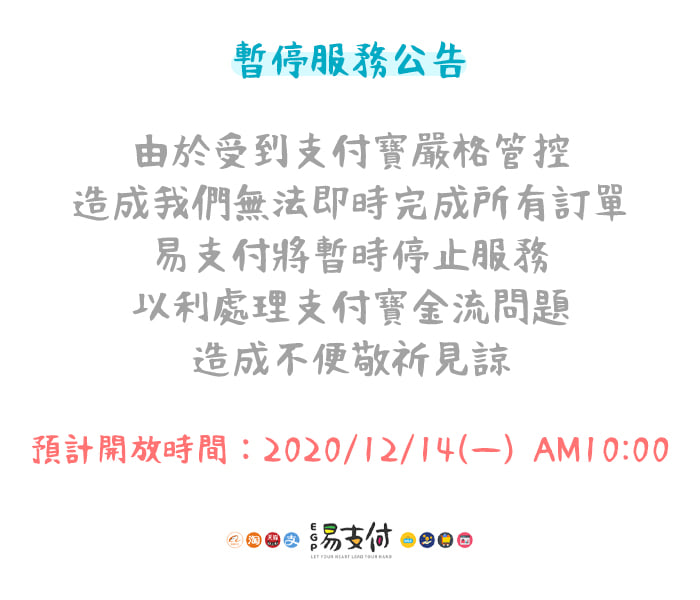 暫停服務公告
由於受到支付寶嚴格管控
造成我們無法即時完成所有訂單
易支付將暫時停止服務
以利處理支付寶金流問題
造成不便敬祈見諒
預計開放時間：2020/12/14(一) AM10:00
淘 天貓 支 EGP 易支付
LET YOUR HEART LEAD YOUR HAND